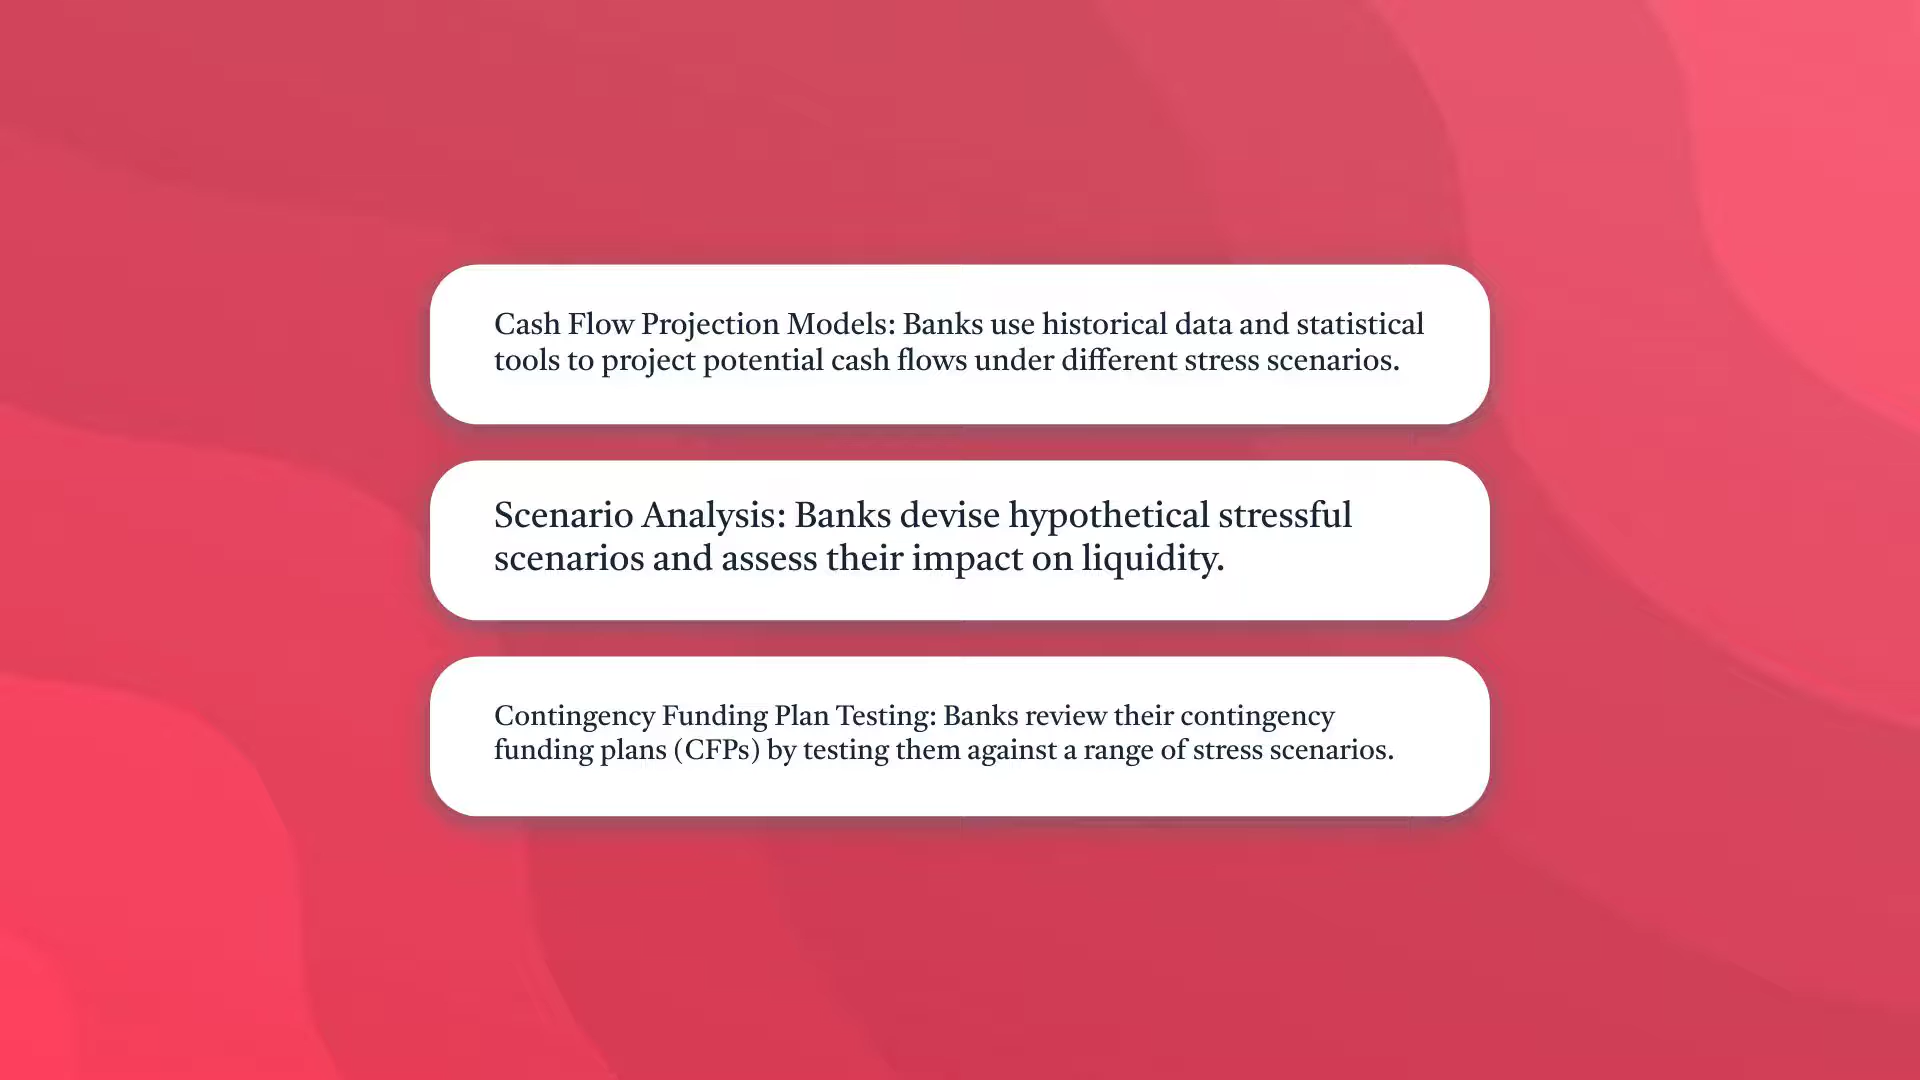 Cash Flow Projection Models: Banks use historical data and statistical
tools to project potential cash flows under different stress scenarios.
Scenario Analysis: Banks devise hypothetical stressful
scenarios and assess their impact on liquidity.
Contingency Funding Plan Testing: Banks review their contingency
funding plans (CFPs) by testing them against a range of stress scenarios.